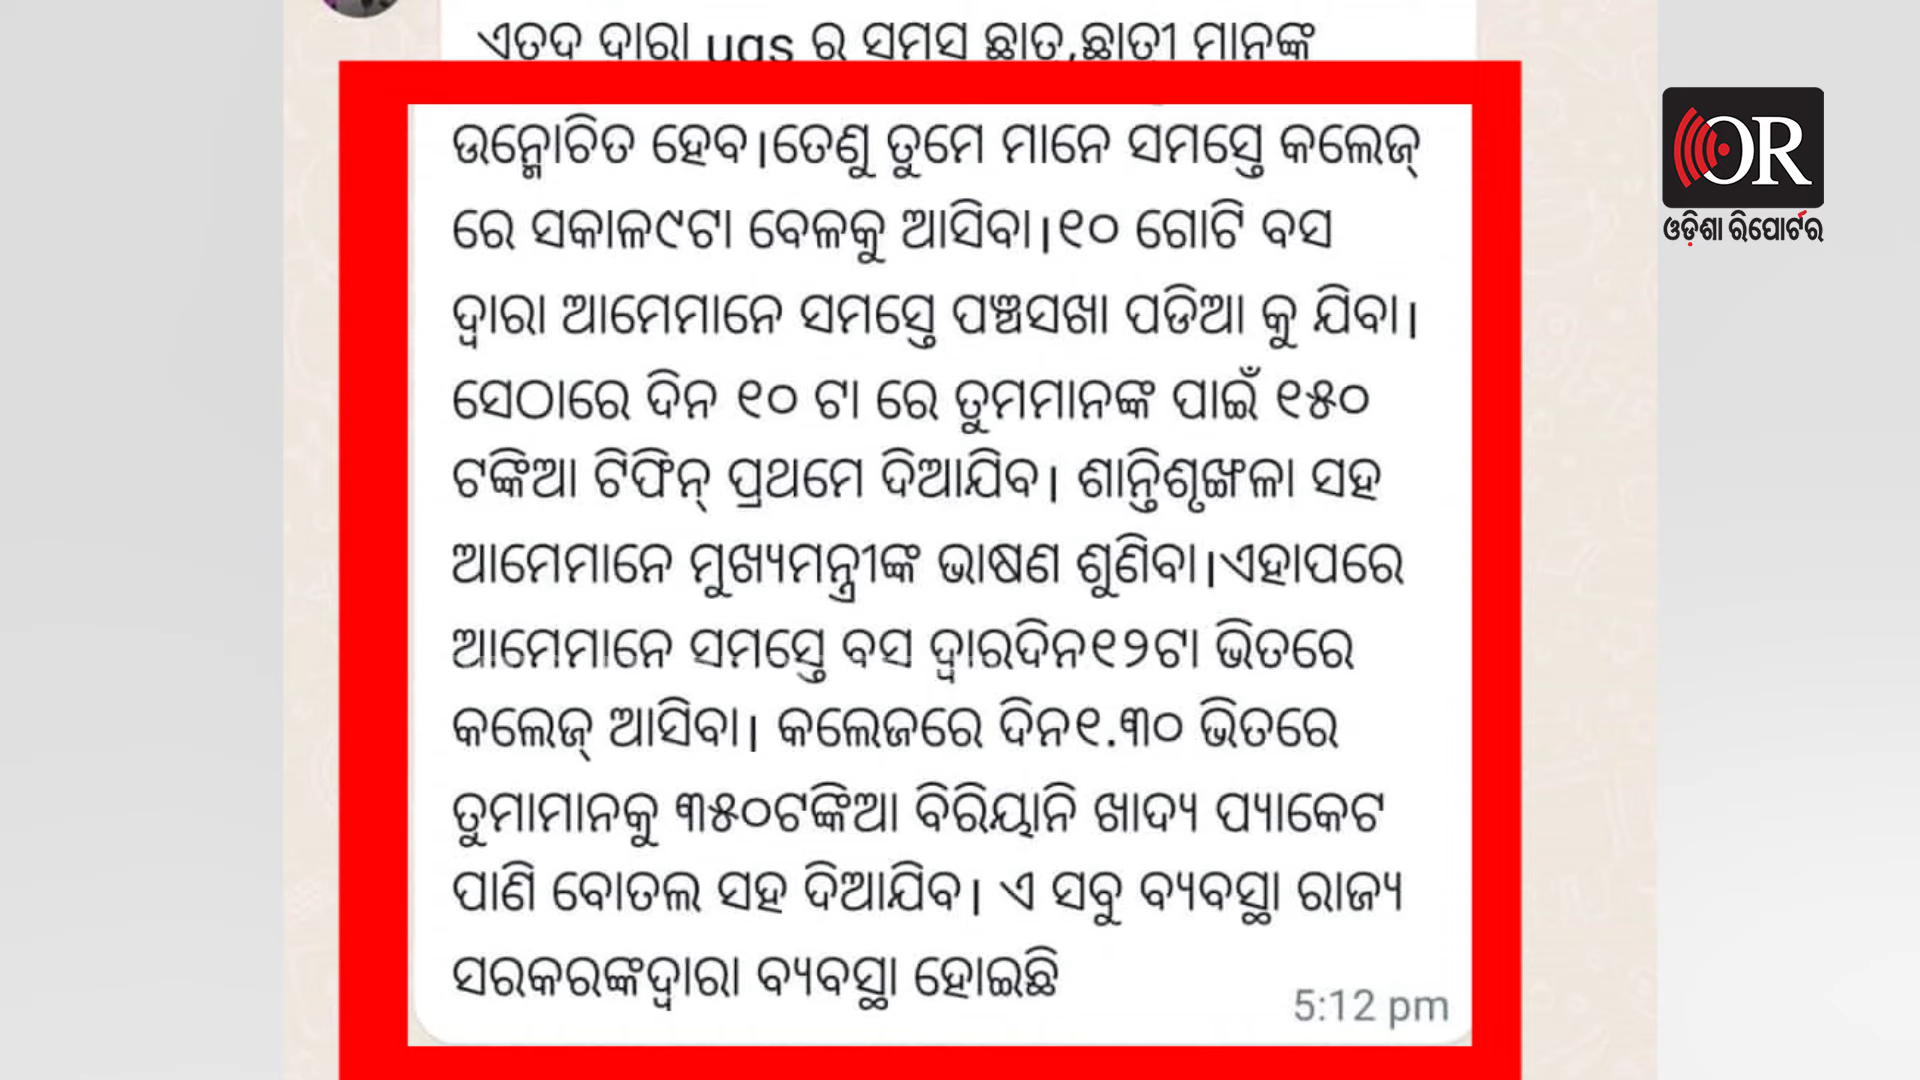 ଏତଦ ଦ୍ବାରା ugs ର ସମସ୍ତ ଛାତ୍ର,ଛାତ୍ରୀ ମାନଙ୍କ
ଉନ୍ମୋଚିତ ହେବ।ତେଣୁ ତୁମେ ମାନେ ସମସ୍ତେ କଲେଜ୍
ରେ ସକାଳ୯ଟା ବେଳକୁ ଆସିବା।୧୦ ଗୋଟି ବସ
ଦ୍ୱାରା ଆମେମାନେ ସମସ୍ତେ ପଞ୍ଚସଖା ପଡିଆ କୁ ଯିବା।
ସେଠାରେ ଦିନ ୧୦ ଟା ରେ ତୁମମାନଙ୍କ ପାଇଁ ୧୫୦
ଟଙ୍କିଆ ଟିଫିନ୍ ପ୍ରଥମେ ଦିଆଯିବ। ଶାନ୍ତିଶୃଙ୍ଖଳା ସହ
ଆମେମାନେ ମୁଖ୍ୟମନ୍ତ୍ରୀଙ୍କ ଭାଷଣ ଶୁଣିବା।ଏହାପରେ
ଆମେମାନେ ସମସ୍ତେ ବସ ଦ୍ୱାରଦିନ୧୨ଟା ଭିତରେ
କଲେଜ୍ ଆସିବା। କଲେଜରେ ଦିନ୧.୩୦ ଭିତରେ
ତୁମାମାନକୁ ୩୫୦ଟଙ୍କିଆ ବିରିୟାନି ଖାଦ୍ୟ ପ୍ୟାକେଟ
ପାଣି ବୋତଲ ସହ ଦିଆଯିବ। ଏ ସବୁ ବ୍ୟବସ୍ଥା ରାଜ୍ୟ
ସରକରଙ୍କଦ୍ୱାରା ବ୍ୟବସ୍ଥା ହୋଇଛି
5:12 pm
OR
ଓଡ଼ିଶା ରିପୋର୍ଟର